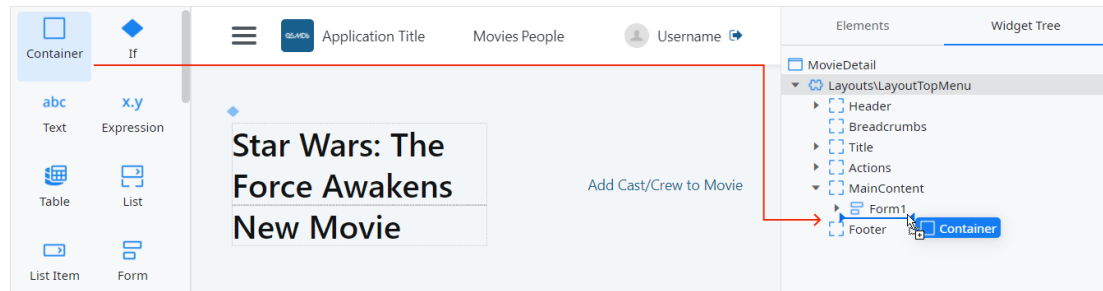 Container
If
abc
Text
x.y
Expression
Table
List
List Item
Form
OSMDb
Application Title
Movies People
Username
Star Wars: The
Force Awakens
New Movie
Add Cast/Crew to Movie
Elements
Widget Tree
MovieDetail
Layouts\LayoutTopMenu
Header
Breadcrumbs
Title
Actions
MainContent
Form1
Footer
Container